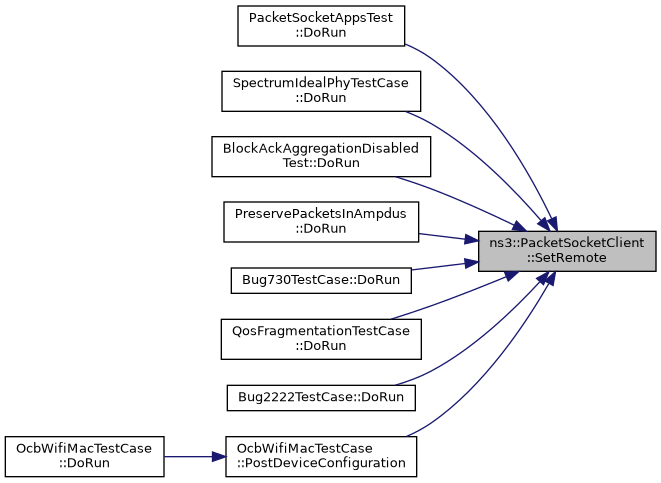 PacketSocketAppsTest
::DoRun
SpectrumIdealPhyTestCase
::DoRun
BlockAckAggregationDisabled
Test::DoRun
PreservePacketsInAmpdus
::DoRun
ns3::PacketSocketClient
::SetRemote
Bug730TestCase::DoRun
QosFragmentationTestCase
::DoRun
Bug2222TestCase::DoRun
OcbWifiMacTestCase
::DoRun
OcbWifiMacTestCase
::PostDeviceConfiguration